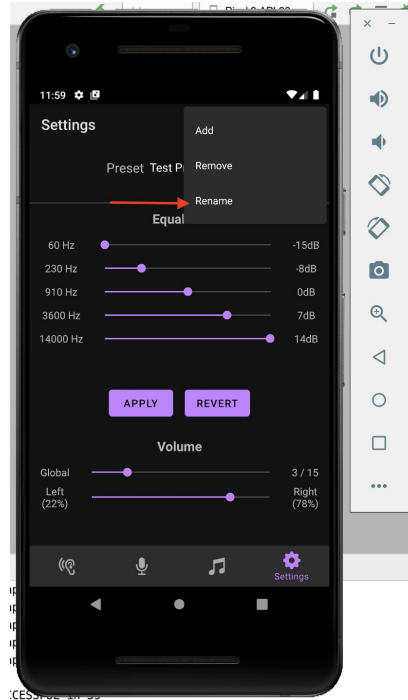 11:59
Settings
Add
Preset Test
Remove
Rename
60 Hz -15dB
230 Hz -8dB
910 Hz 0dB
3600 Hz 7dB
14000 Hz 14dB
APPLY REVERT
Volume
Global 3 / 15
Left Right
(22%) (78%)
Settings